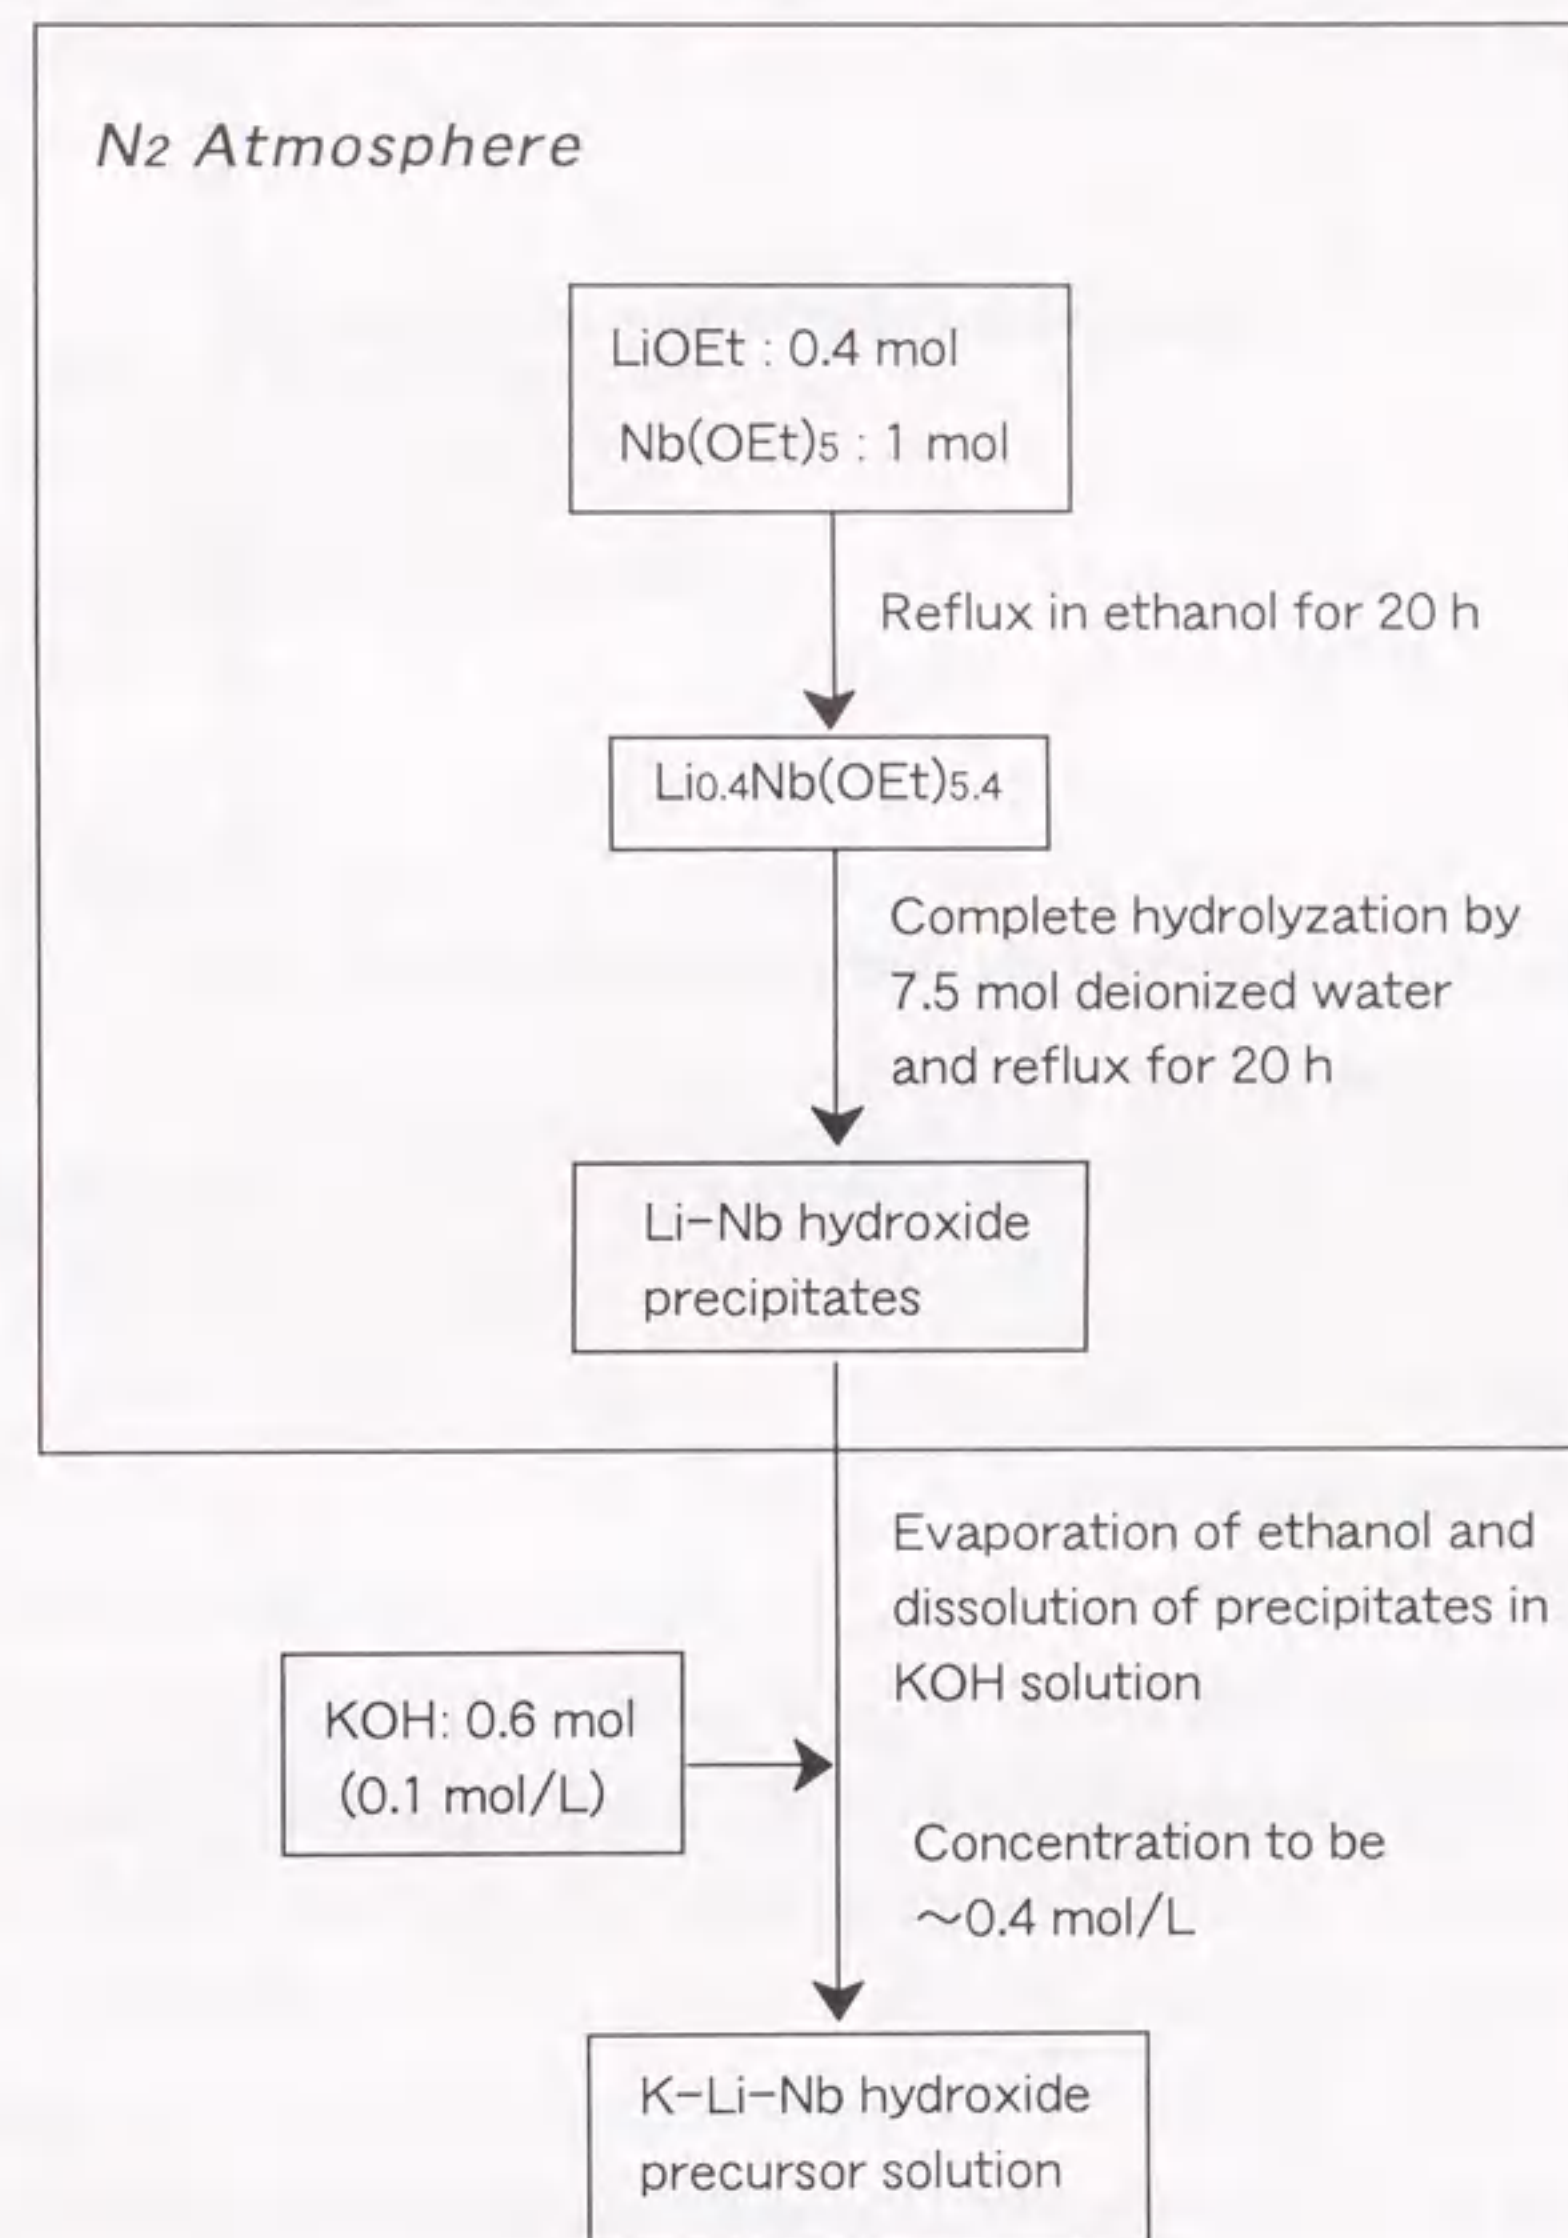 N2 Atmosphere
LiOEt : 0.4 mol
Nb(OEt)5 : 1 mol
Reflux in ethanol for 20 h
Li0.4Nb(OEt)5.4
Complete hydrolyzation by
7.5 mol deionized water
and reflux for 20 h
Li-Nb hydroxide
precipitates
Evaporation of ethanol and
dissolution of precipitates in
KOH solution
KOH: 0.6 mol
(0.1 mol/L)
Concentration to be
~0.4 mol/L
K-Li-Nb hydroxide
precursor solution